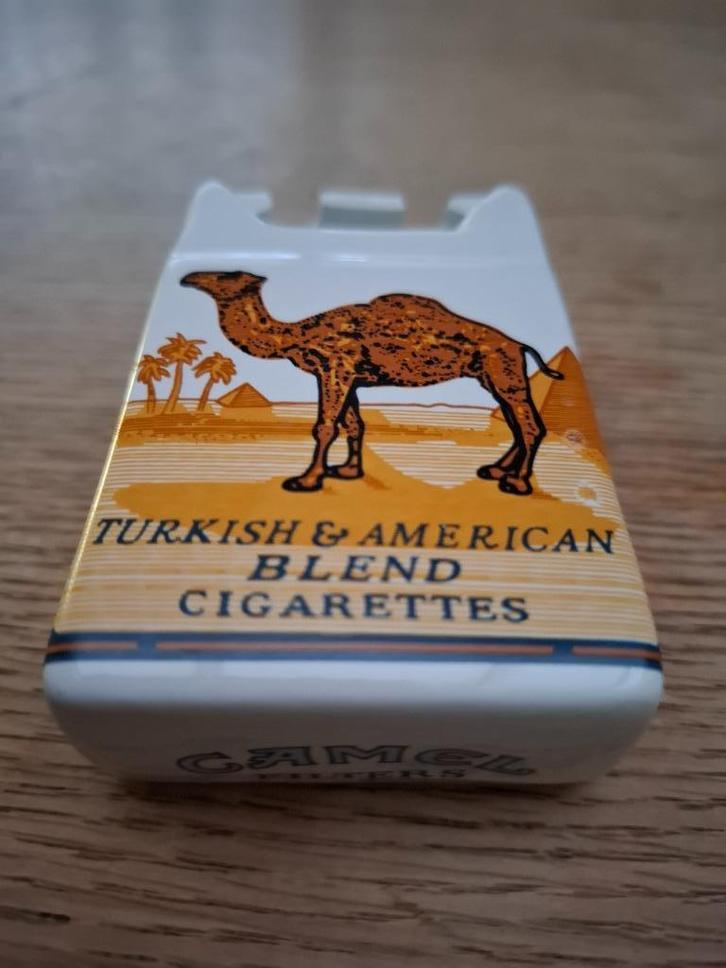 TURKISH & AMERICAN
BLEND
CIGARETTES
CAMEL
FILTERS